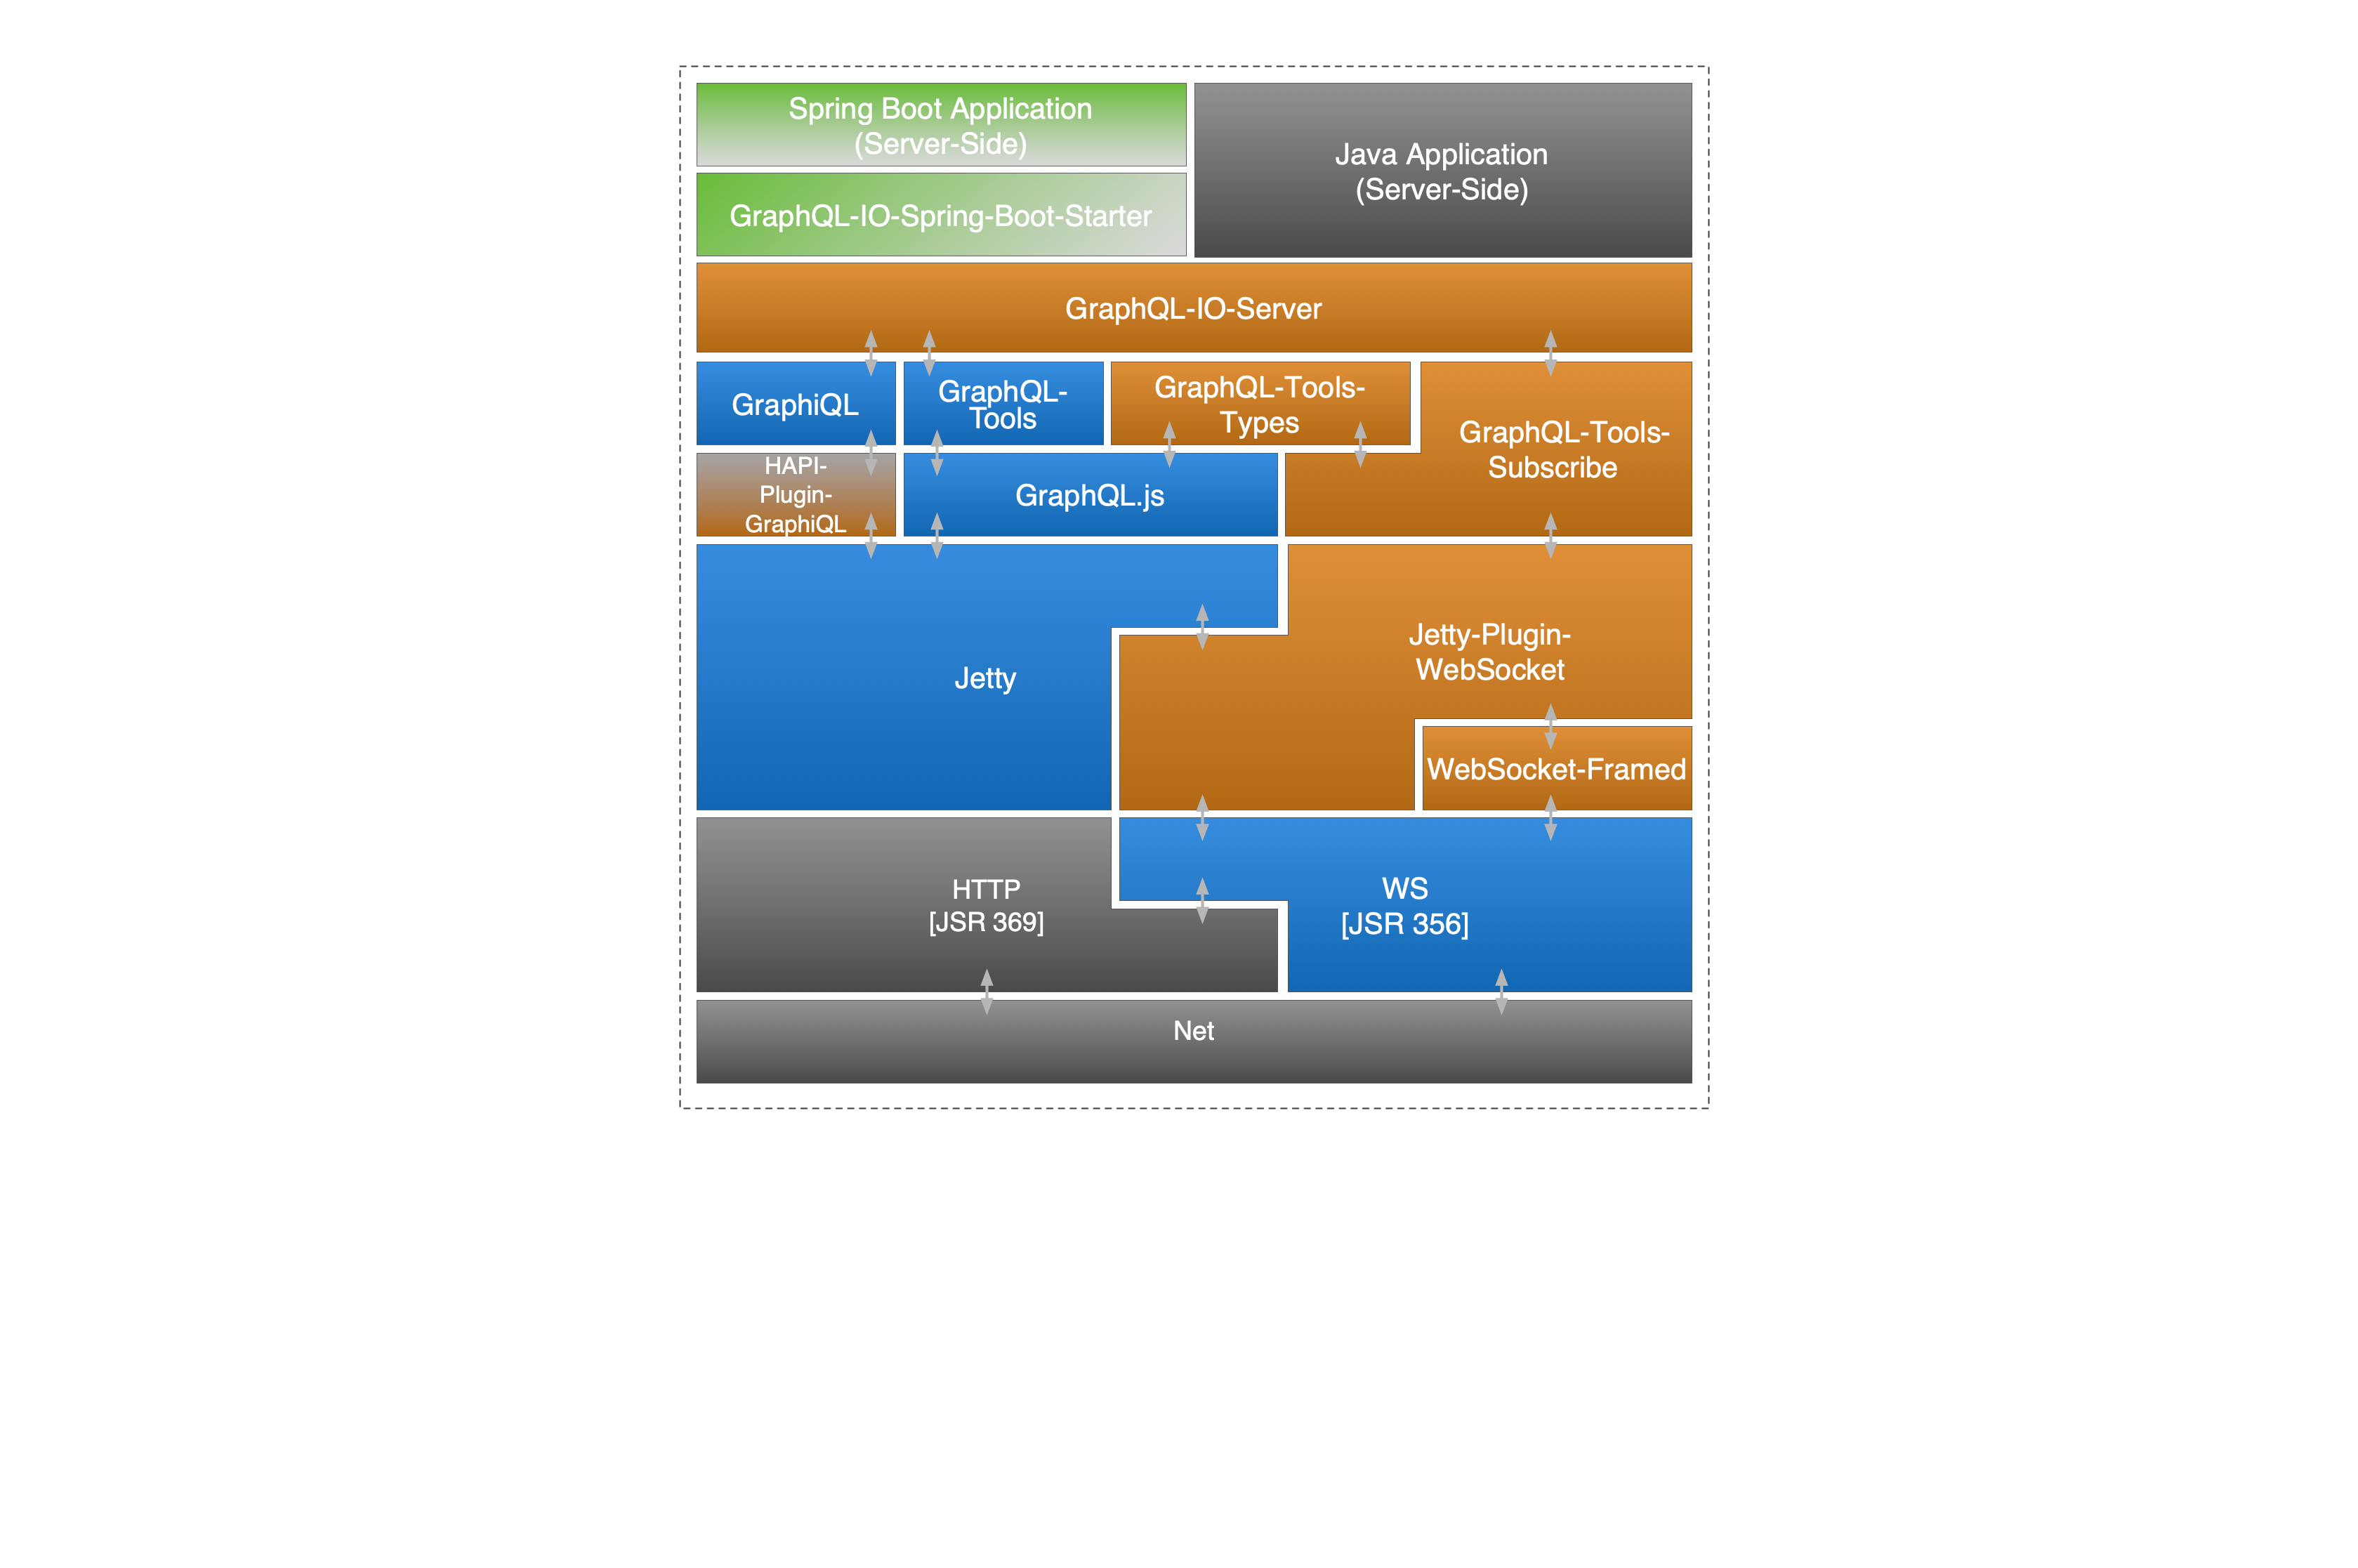 Spring Boot Application
(Server-Side)
Java Application
(Server-Side)
GraphQL-IO-Spring-Boot-Starter
GraphQL-IO-Server
GraphiQL
GraphQL-
Tools
GraphQL-Tools-
Types
GraphQL-Tools-
Subscribe
HAPI-
Plugin-
GraphiQL
GraphQL.js
Jetty
Jetty-Plugin-
WebSocket
WebSocket-Framed
HTTP
[JSR 369]
WS
[JSR 356]
Net